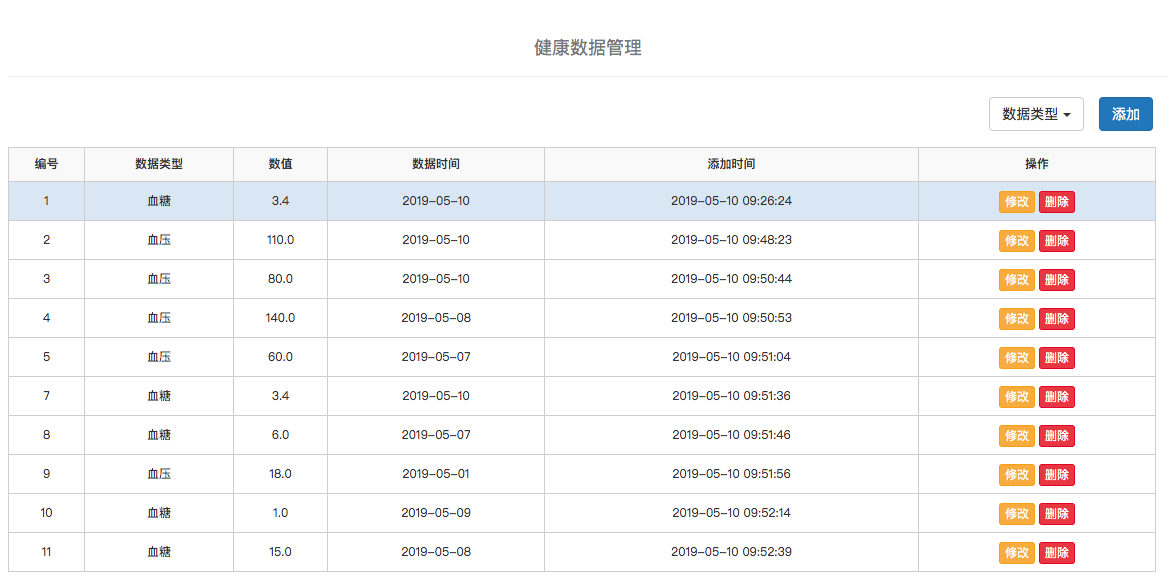 健康数据管理
数据类型 添加
编号 数据类型 数值 数据时间 添加时间 操作
1 血糖 3.4 2019-05-10 2019-05-10 09:26:24 修改 删除
2 血压 110.0 2019-05-10 2019-05-10 09:48:23 修改 删除
3 血压 80.0 2019-05-10 2019-05-10 09:50:44 修改 删除
4 血压 140.0 2019-05-08 2019-05-10 09:50:53 修改 删除
5 血压 60.0 2019-05-07 2019-05-10 09:51:04 修改 删除
7 血糖 3.4 2019-05-10 2019-05-10 09:51:36 修改 删除
8 血糖 6.0 2019-05-07 2019-05-10 09:51:46 修改 删除
9 血压 18.0 2019-05-01 2019-05-10 09:51:56 修改 删除
10 血糖 1.0 2019-05-09 2019-05-10 09:52:14 修改 删除
11 血糖 15.0 2019-05-08 2019-05-10 09:52:39 修改 删除